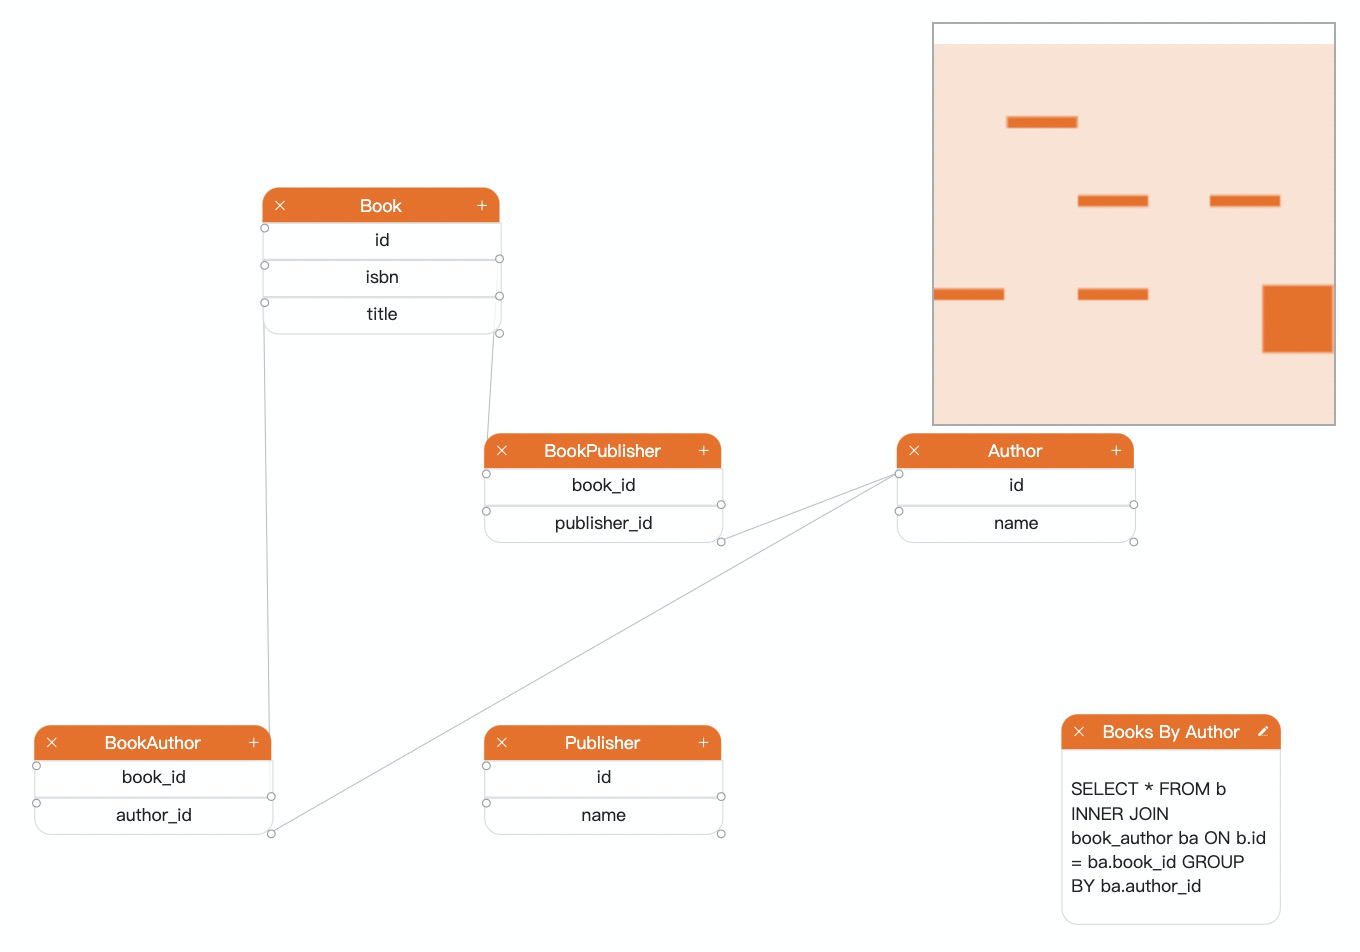 Book
id
isbn
title
BookPublisher
book_id
publisher_id
Author
id
name
BookAuthor
book_id
author_id
Publisher
id
name
Books By Author
SELECT * FROM b
INNER JOIN
book_author ba ON b.id
= ba.book_id GROUP
BY ba.author_id